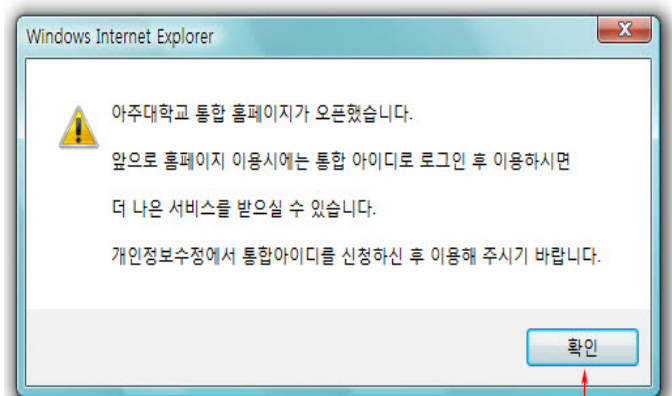 Windows Internet Explorer
아주대학교 통합 홈페이지가 오픈했습니다.
앞으로 홈페이지 이용시에는 통합 아이디로 로그인 후 이용하시면
더 나은 서비스를 받으실 수 있습니다.
개인정보수정에서 통합아이디를 신청하신 후 이용해 주시기 바랍니다.
확인